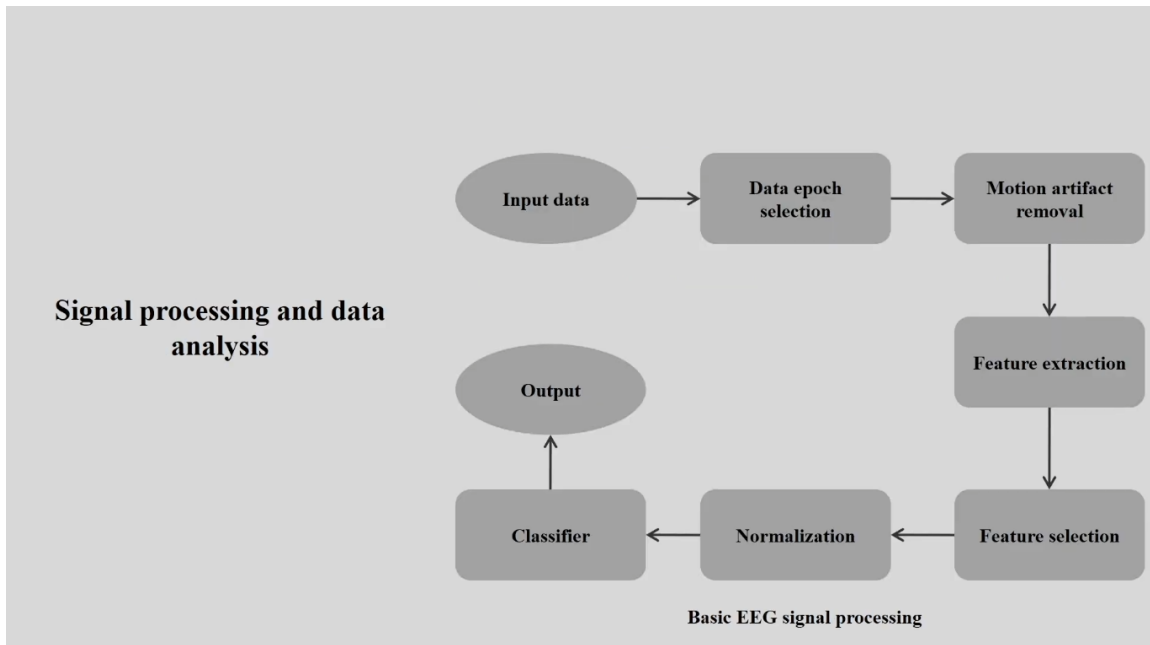 Signal processing and data
analysis
Input data
Data epoch
selection
Motion artifact
removal
Feature extraction
Feature selection
Normalization
Classifier
Output
Basic EEG signal processing